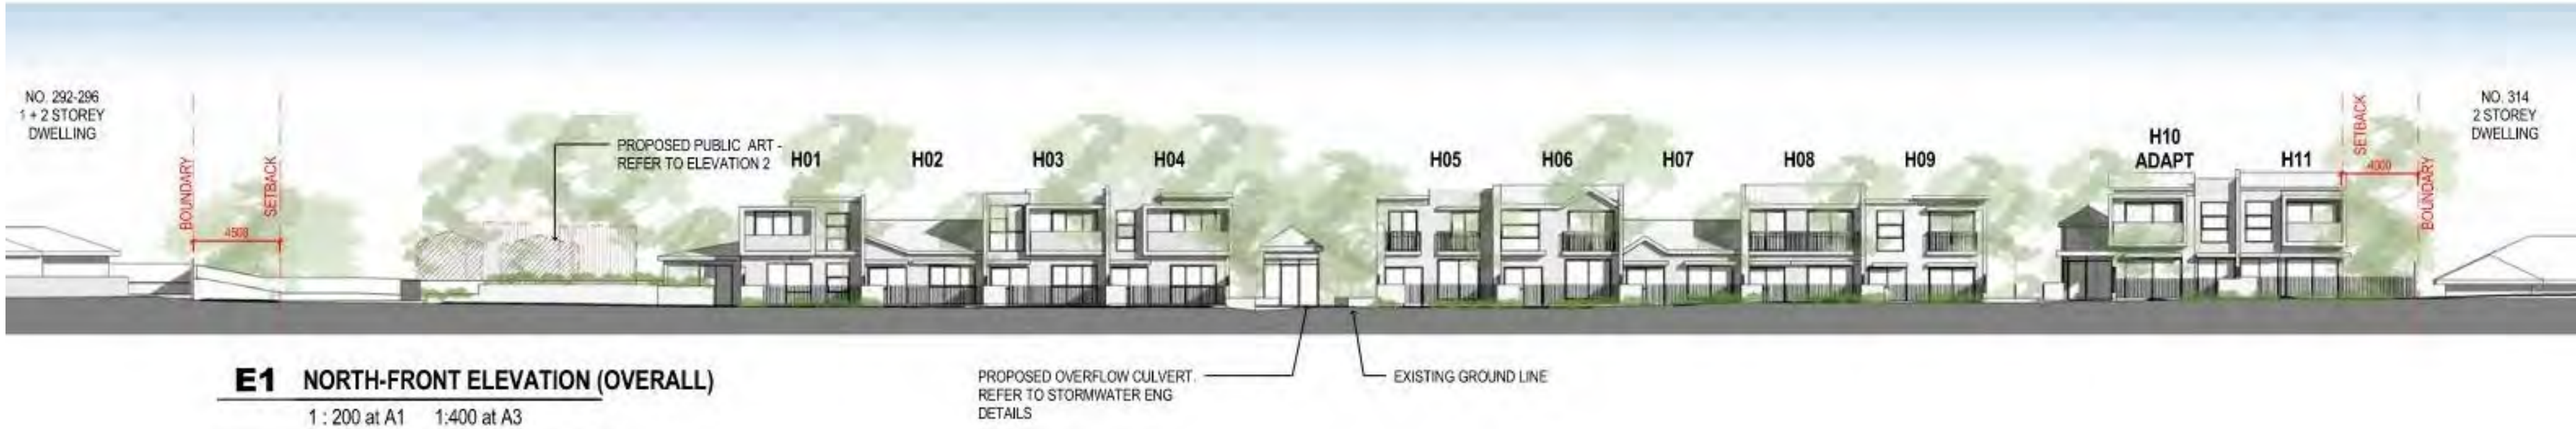 NO. 292-296
1 + 2 STOREY
DWELLING
BOUNDARY
4508
SETBACK
PROPOSED PUBLIC ART -
REFER TO ELEVATION 2
H01
H02
H03
H04
H05
H06
H07
H08
H09
H10
ADAPT
H11
SETBACK
4000
BOUNDARY
NO. 314
2 STOREY
DWELLING
E1 NORTH-FRONT ELEVATION (OVERALL)
1 : 200 at A1 1:400 at A3
PROPOSED OVERFLOW CULVERT.
REFER TO STORMWATER ENG
DETAILS
EXISTING GROUND LINE